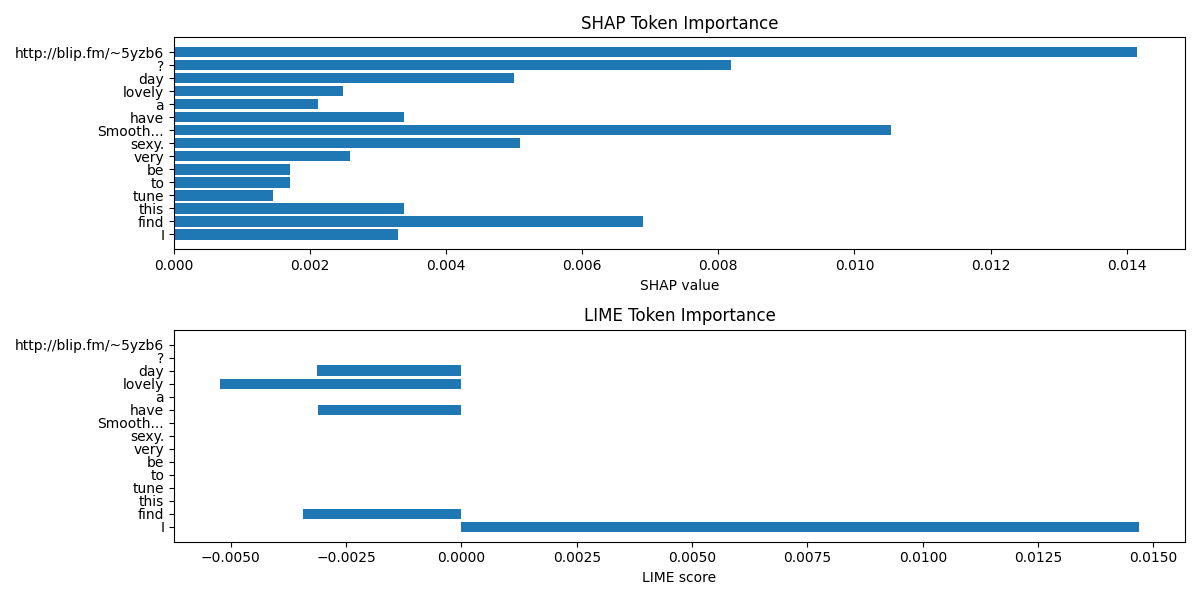 SHAP Token Importance
http://blip.fm/~5yzb6
?
day
lovely
a
have
Smooth...
sexy.
very
be
to
tune
this
find
I
0.000 0.002 0.004 0.006 0.008 0.010 0.012 0.014
SHAP value
LIME Token Importance
http://blip.fm/~5yzb6
?
day
lovely
a
have
Smooth...
sexy.
very
be
to
tune
this
find
I
−0.0050 −0.0025 0.0000 0.0025 0.0050 0.0075 0.0100 0.0125 0.0150
LIME score